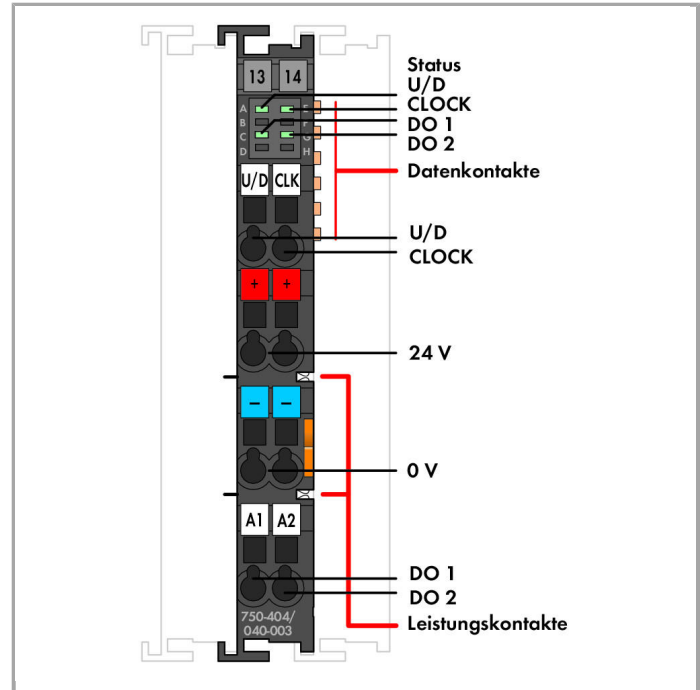 13 14
Status
U/D
CLOCK
DO 1
DO 2
A E
B F
C G
D H
Datenkontakte
U/D CLK
U/D
CLOCK
+ +
24 V
- -
0 V
A1 A2
DO 1
DO 2
750-404/
040-003
Leistungskontakte